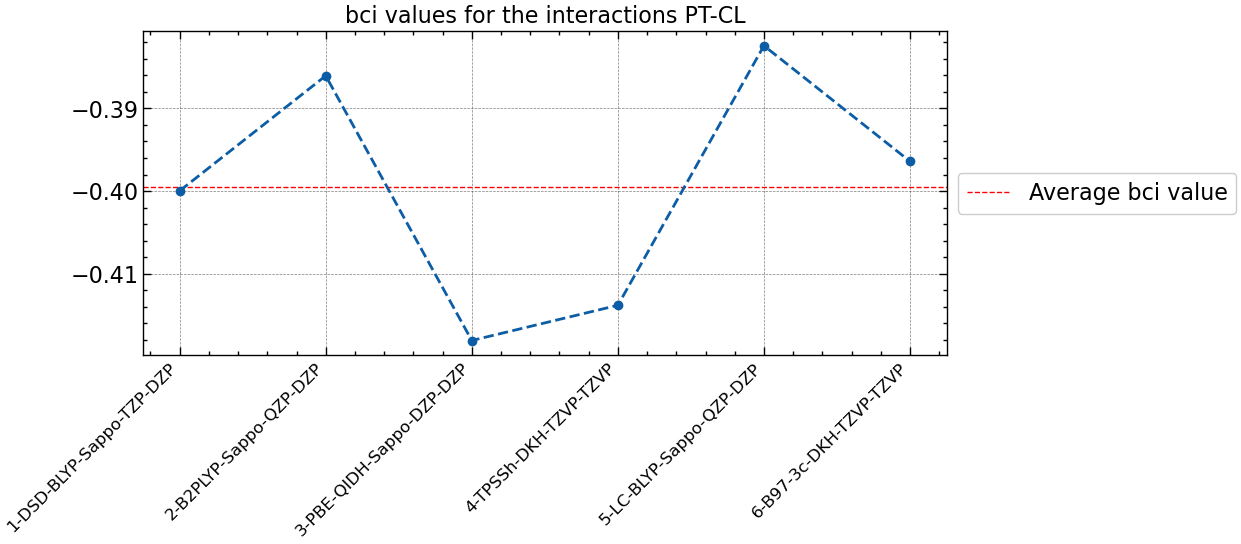 bci values for the interactions PT-CL
−0.39
−0.40
−0.41
Average bci value
1-DSD-BLYP-Sappo-TZP-DZP
2-B2PLYP-Sappo-QZP-DZP
3-PBE-QIDH-Sappo-DZP-DZP
4-TPSSh-DKH-TZVP-TZVP
5-LC-BLYP-Sappo-QZP-DZP
6-B97-3c-DKH-TZVP-TZVP